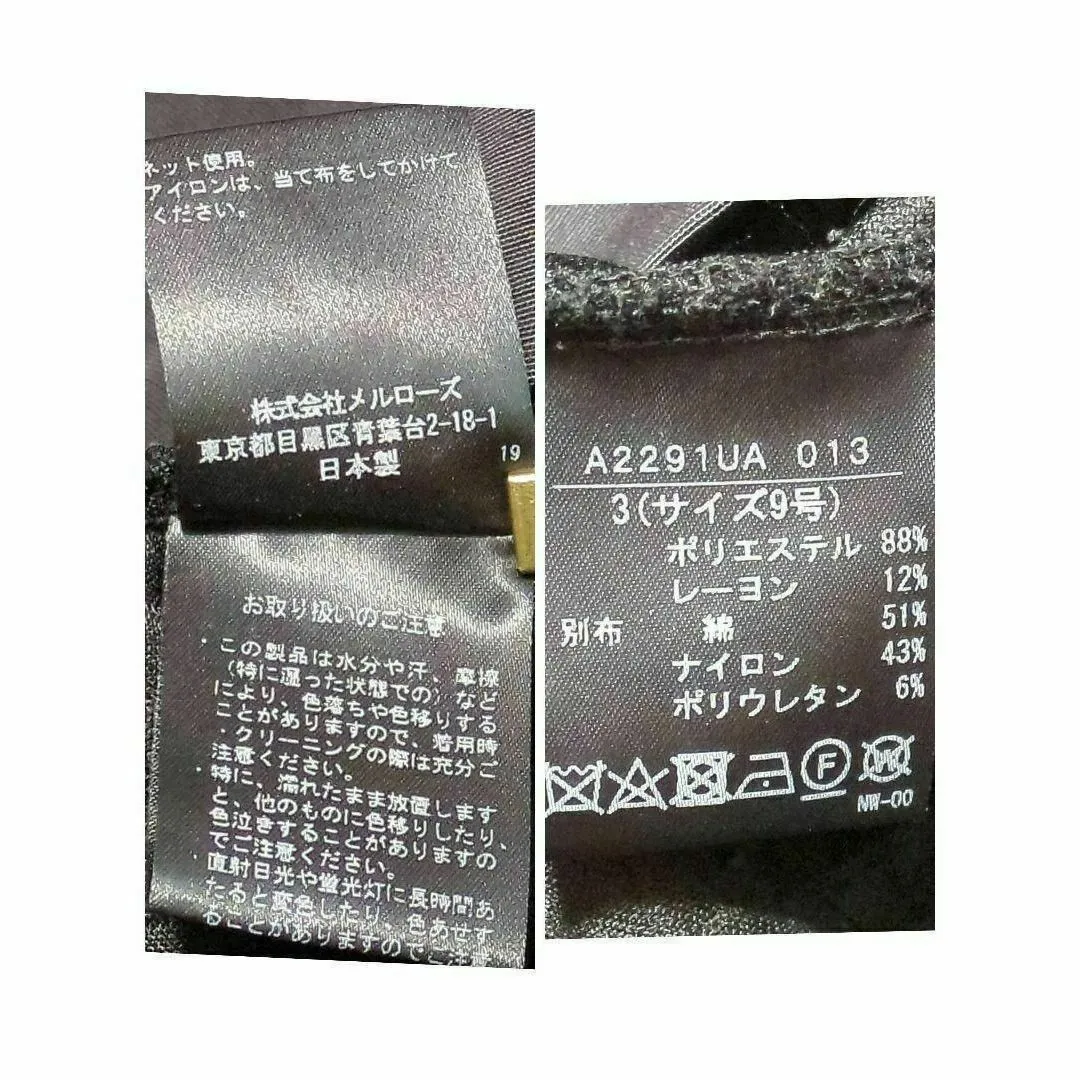 ネット使用。
アイロンは、当て布をしてかけて
ください。
株式会社メルローズ
東京都目黒区青葉台2-18-1
日本製
19
お取り扱いのご注意
・この製品は水分や汗、摩擦
(特に湿った状態での)など
により、色落ちや色移りする
ことがありますので、着用時
・クリーニングの際は充分ご
注意ください。
・特に、濡れたまま放置します
と、他のものに色移りしたり、
色泣きすることがありますの
でご注意ください。
・直射日光や蛍光灯に長時間あ
たると変色したり、色あせす
ることがありますのでご注意
A2291UA 013
3(サイズ9号)
ポリエステル 88%
レーヨン 12%
別布 綿 51%
ナイロン 43%
ポリウレタン 6%
F
W
NW-00